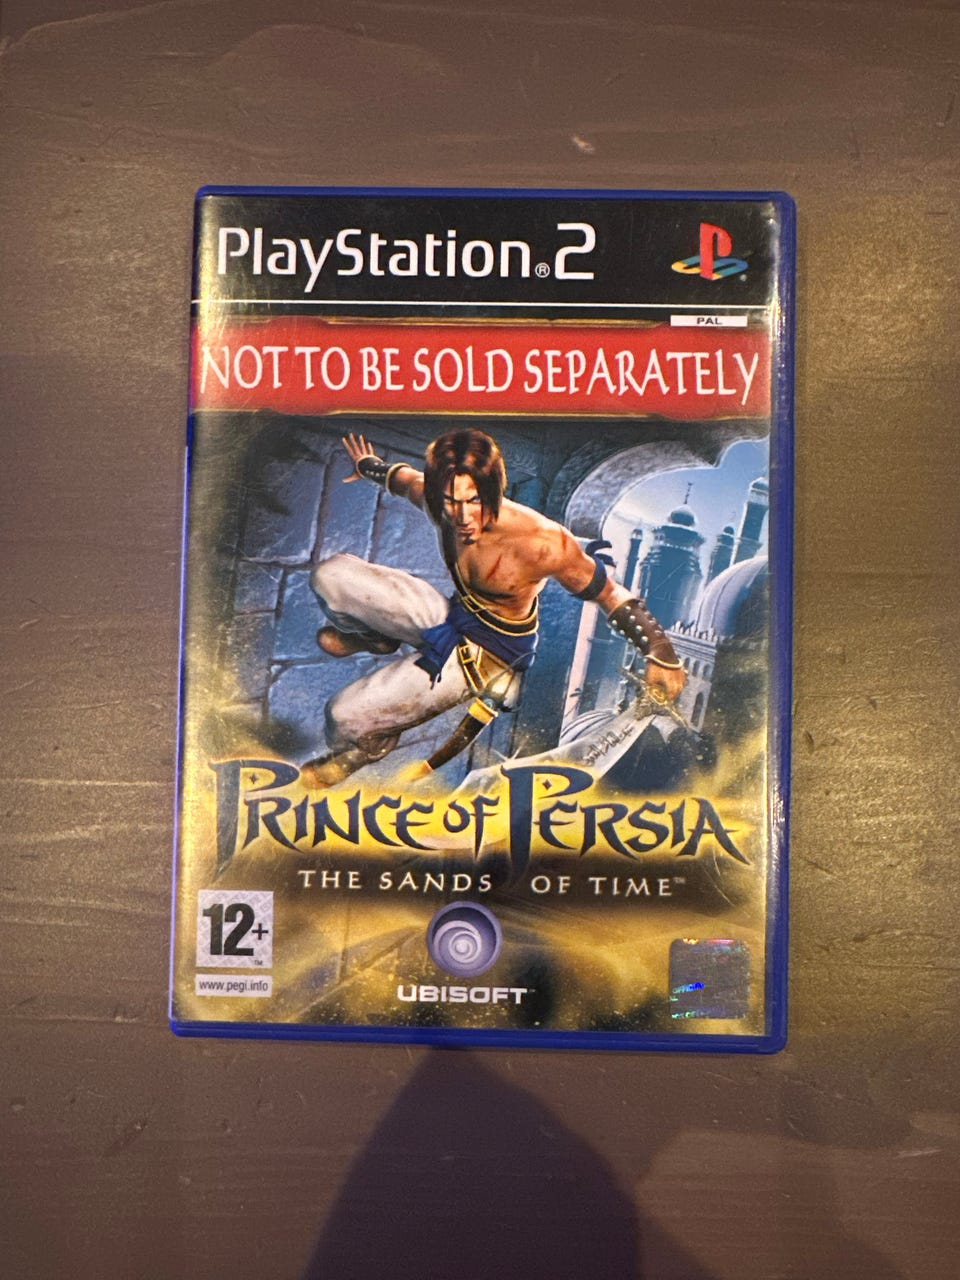 PlayStation®2
PAL
NOT TO BE SOLD SEPARATELY
PRINCE OF PERSIA
THE SANDS OF TIME™
12+
www.pegi.info
UBISOFT™